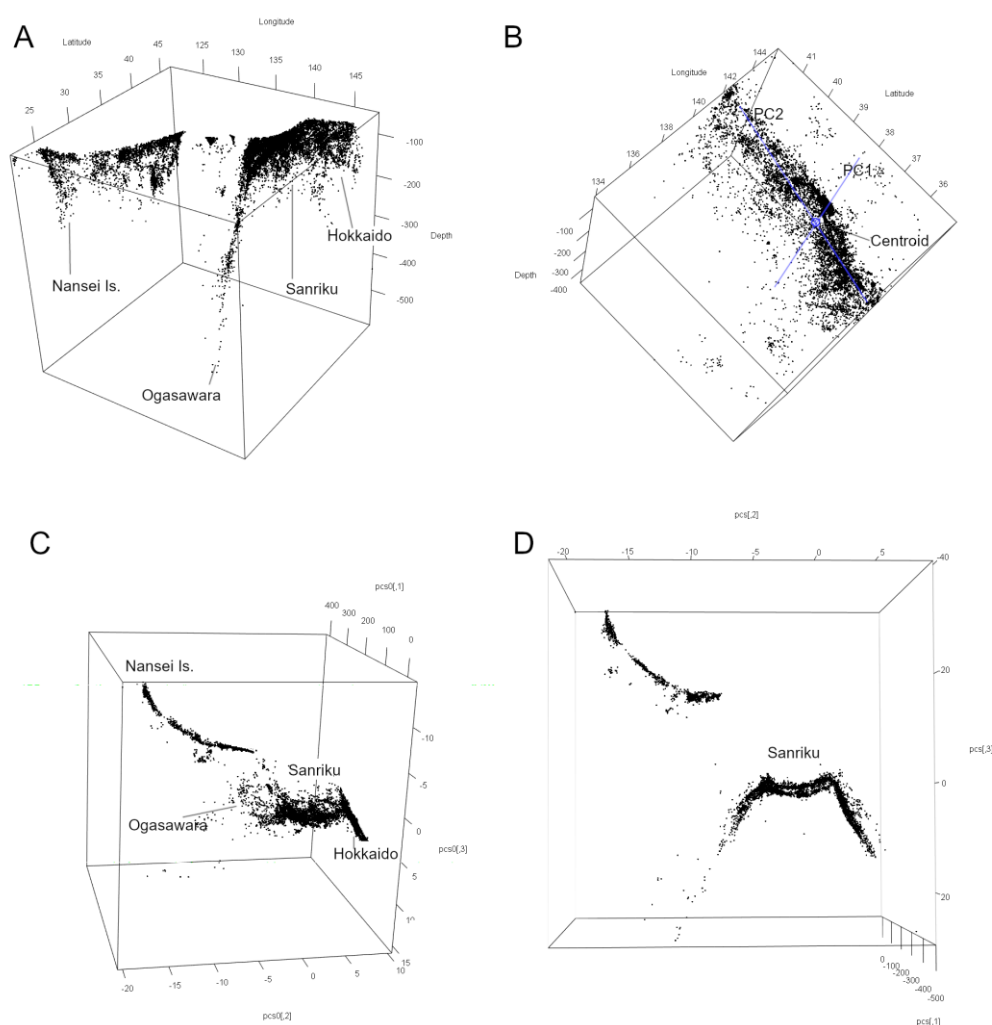 A
Longitude
Latitude
25
30
35
40
45
125
130
135
140
145
-100
-200
-300
-400
-500
Depth
Nansei Is.
Hokkaido
Sanriku
Ogasawara
B
Longitude
Latitude
134
136
138
140
142
144
41
40
39
38
37
36
PC2
PC1
Centroid
Depth
-100
-200
-300
-400
C
pcs0[,1]
400
300
200
100
0
Nansei Is.
Sanriku
Ogasawara
Hokkaido
-10
-5
0
5
15
pcs0[,3]
-20
-15
-10
-5
0
5
10
15
pcs0[,2]
D
pcs[,2]
-20
-15
-10
-5
0
5
-40
20
0
20
pcs[,3]
Sanriku
0
-100
-200
-300
-400
-500
pcs[,1]